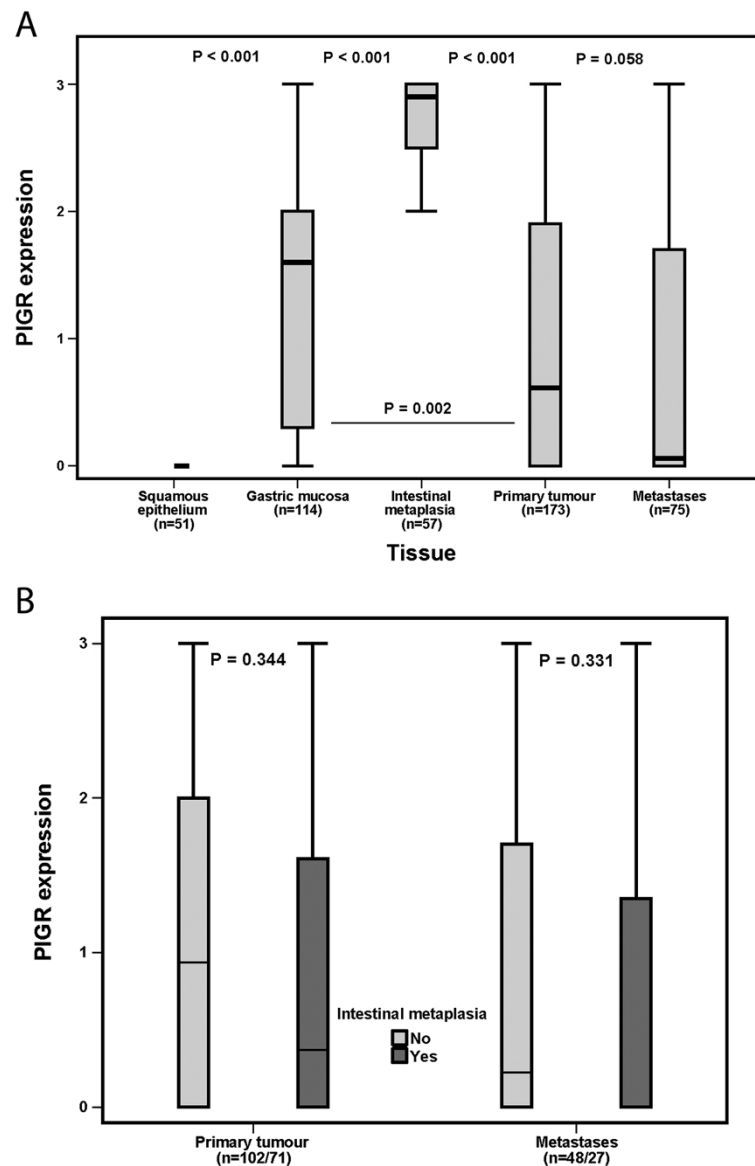 A
P < 0.001 P < 0.001 P < 0.001 P = 0.058
3
2
1
0
PIGR expression
P = 0.002
Squamous epithelium (n=51)
Gastric mucosa (n=114)
Intestinal metaplasia (n=57)
Primary tumour (n=173)
Metastases (n=75)
Tissue
B
P = 0.344 P = 0.331
3
2
1
0
PIGR expression
Intestinal metaplasia
No
Yes
Primary tumour
(n=102/71)
Metastases
(n=48/27)